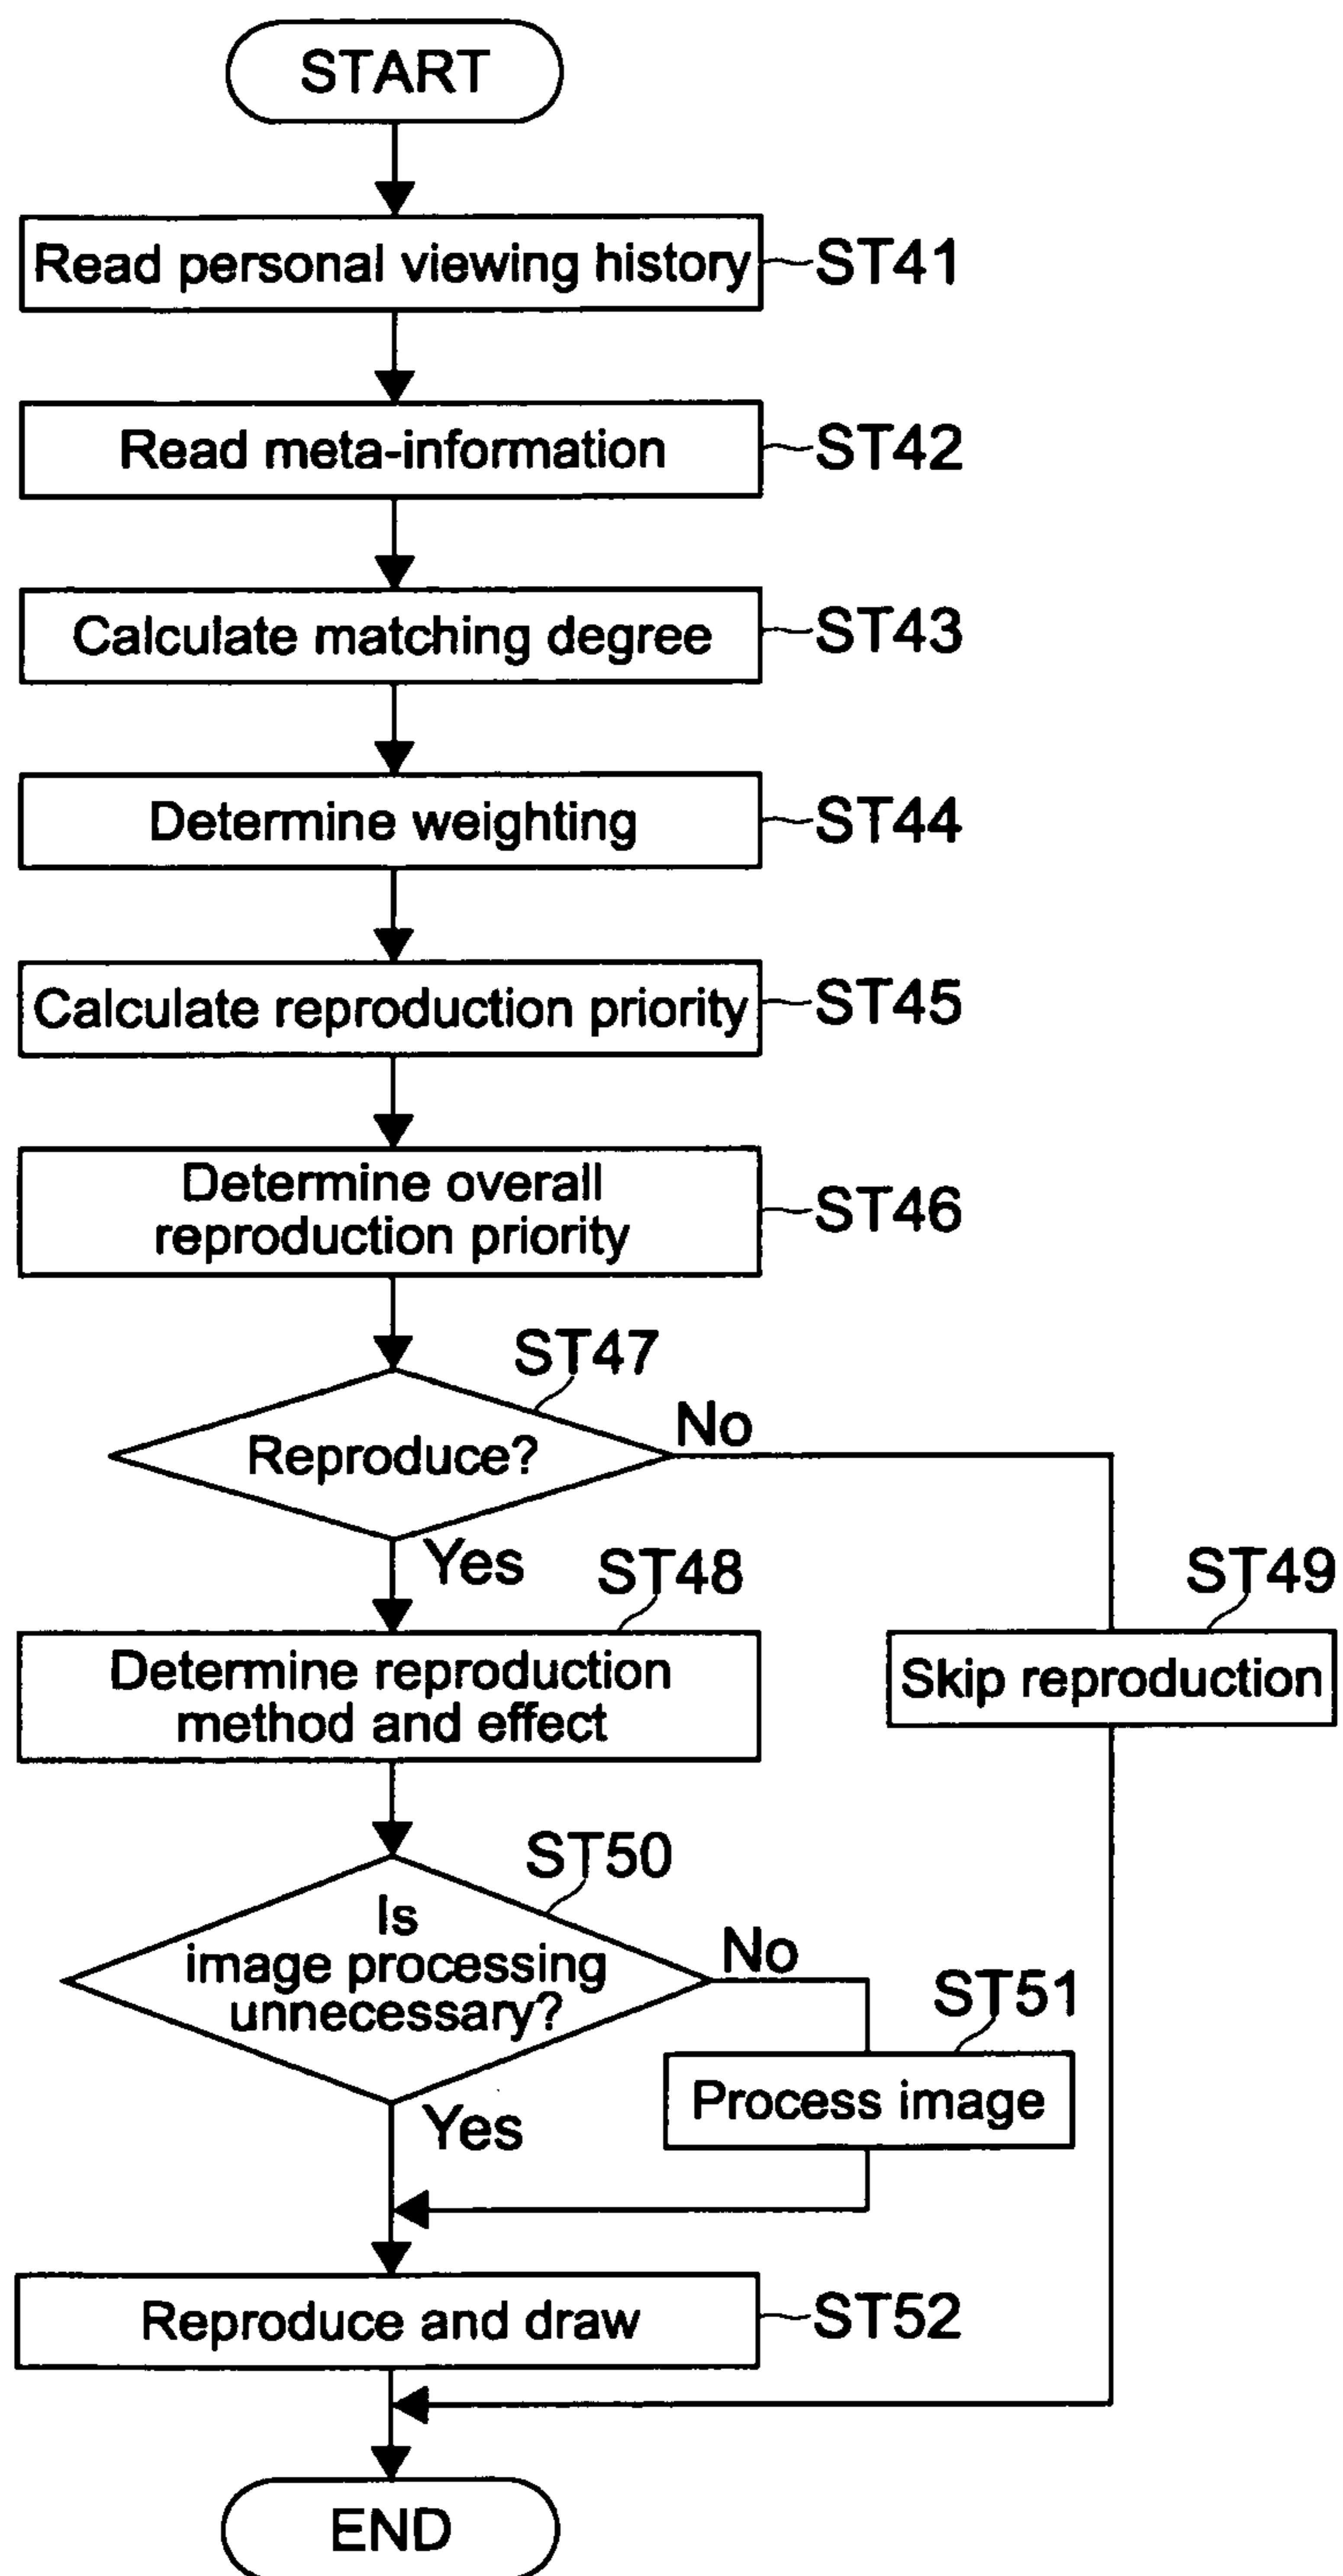 START
Read personal viewing history
ST41
Read meta-information
ST42
Calculate matching degree
ST43
Determine weighting
ST44
Calculate reproduction priority
ST45
Determine overall
reproduction priority
ST46
ST47
Reproduce?
No
Yes
ST48
ST49
Determine reproduction
method and effect
Skip reproduction
ST50
Is
image processing
unnecessary?
No
ST51
Process image
Yes
Reproduce and draw
ST52
END